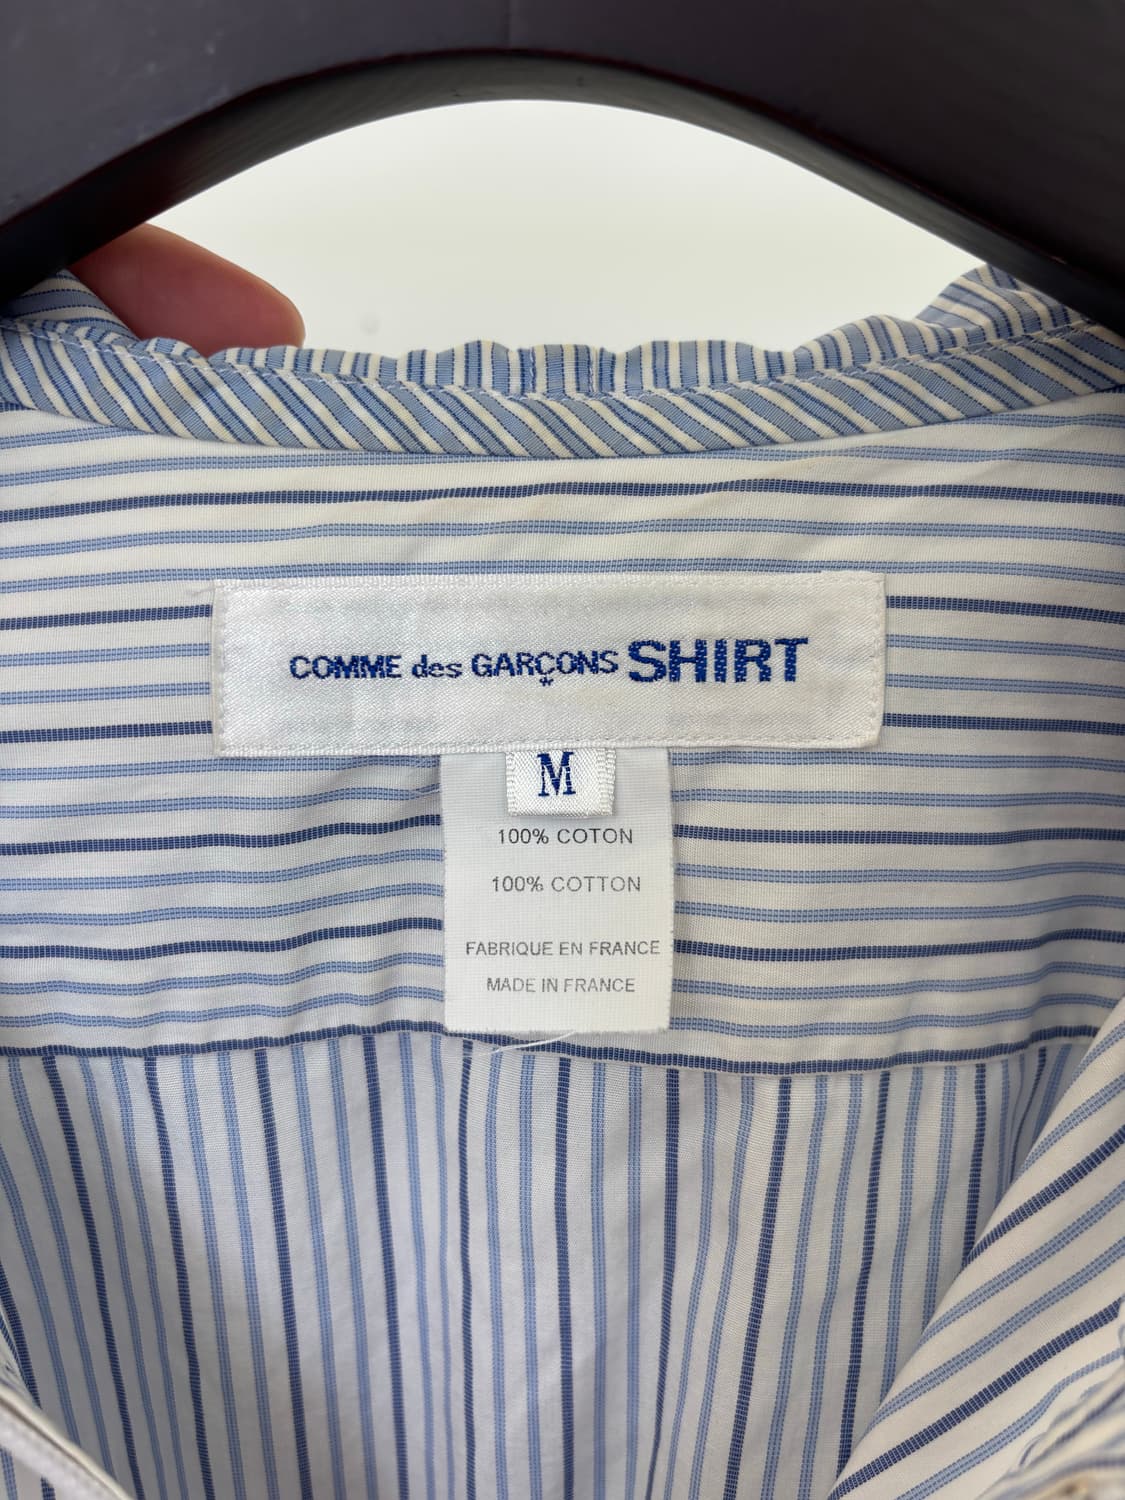 COMME des GARÇONS SHIRT
M
100% COTON
100% COTTON
FABRIQUE EN FRANCE
MADE IN FRANCE